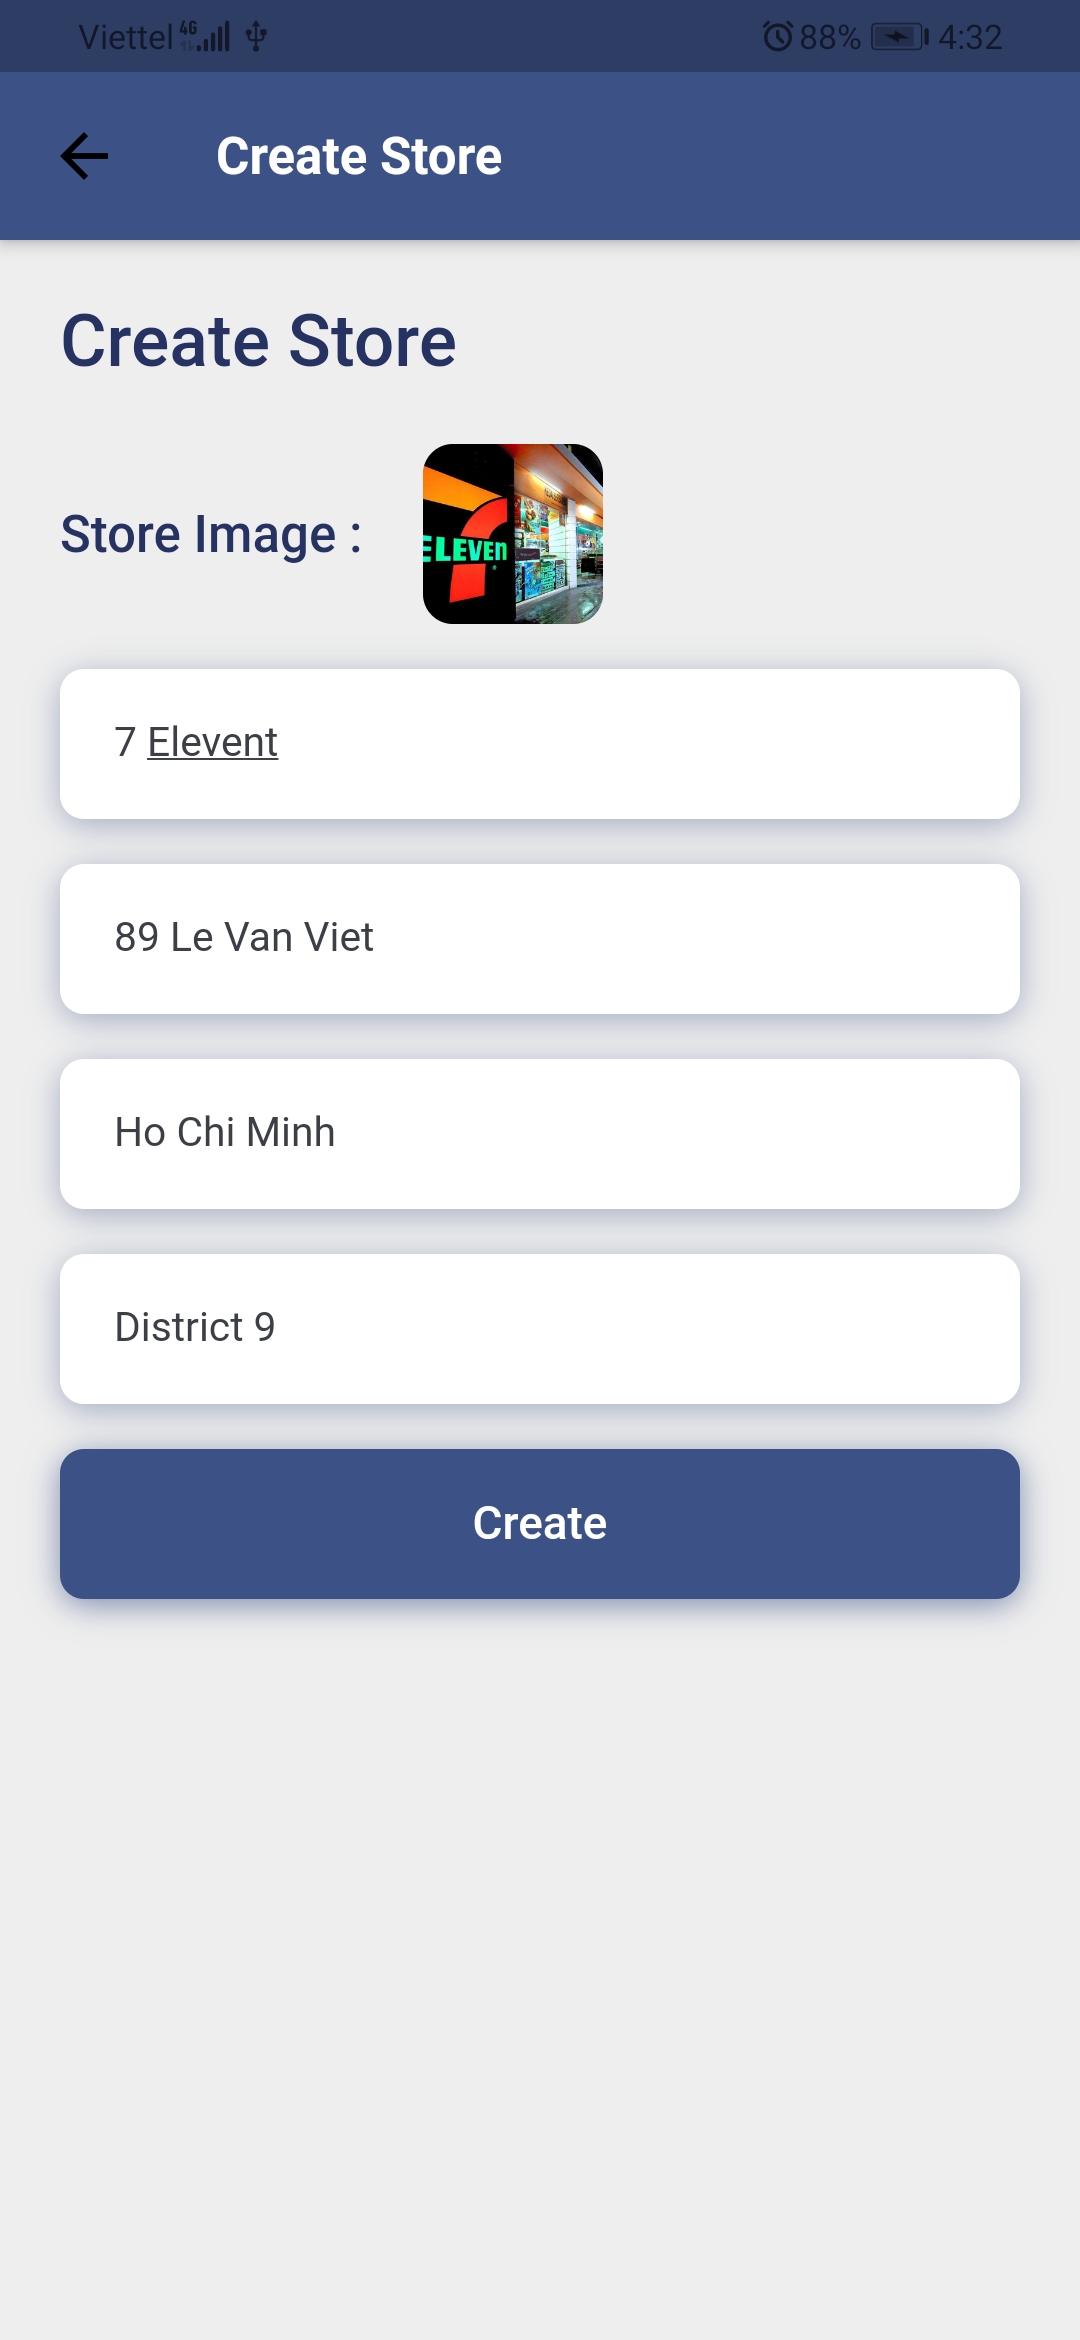 Viettel 4G 88% 4:32
Create Store
Create Store
Store Image :
ELEVEn
7 Elevent
89 Le Van Viet
Ho Chi Minh
District 9
Create